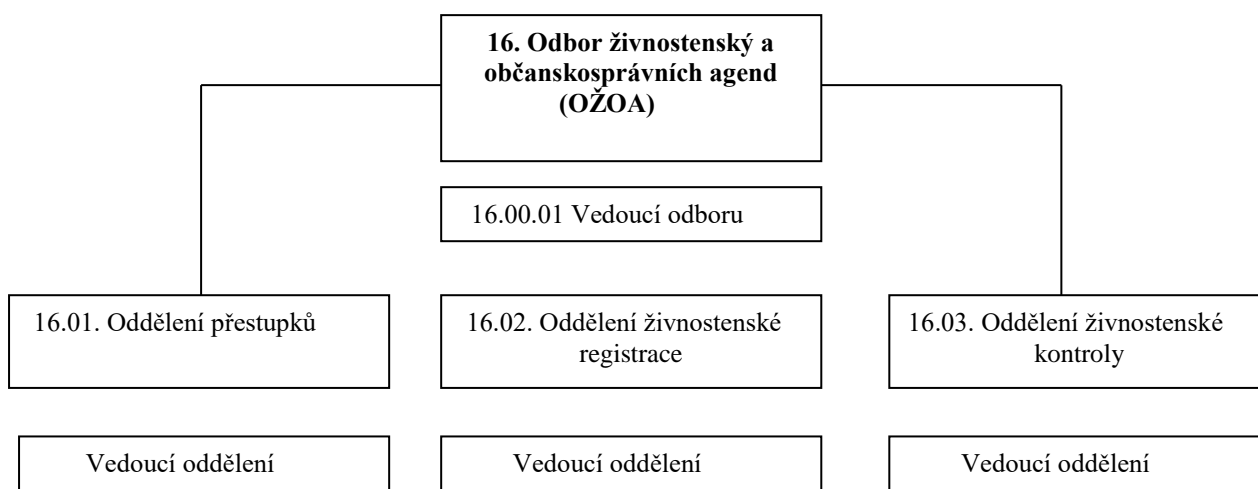 16. Odbor živnostenský a
občanskosprávních agend
(OŽOA)
16.00.01 Vedoucí odboru
16.01. Oddělení přestupků
16.02. Oddělení živnostenské
registrace
16.03. Oddělení živnostenské
kontroly
Vedoucí oddělení
Vedoucí oddělení
Vedoucí oddělení